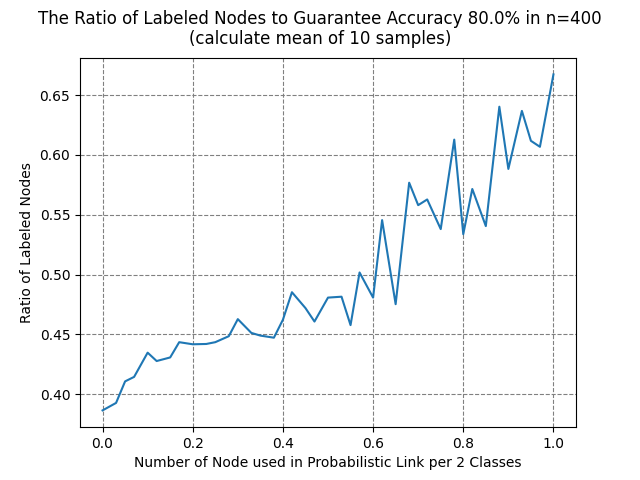 The Ratio of Labeled Nodes to Guarantee Accuracy 80.0% in n=400
(calculate mean of 10 samples)
Ratio of Labeled Nodes
0.65
0.60
0.55
0.50
0.45
0.40
0.0 0.2 0.4 0.6 0.8 1.0
Number of Node used in Probabilistic Link per 2 Classes